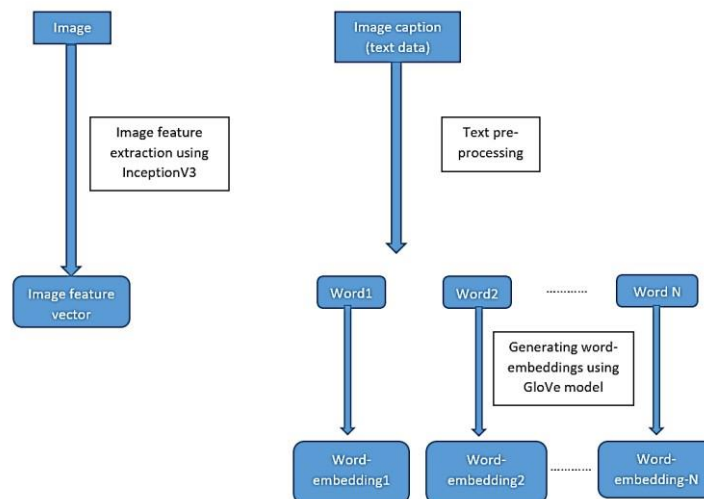 Image
Image caption
(text data)
Image feature
extraction using
InceptionV3
Text pre-
processing
Image feature
vector
Word1
Word2
............
Word N
Generating word-
embeddings using
GloVe model
Word-
embedding1
Word-
embedding2
...........
Word-
embedding-N